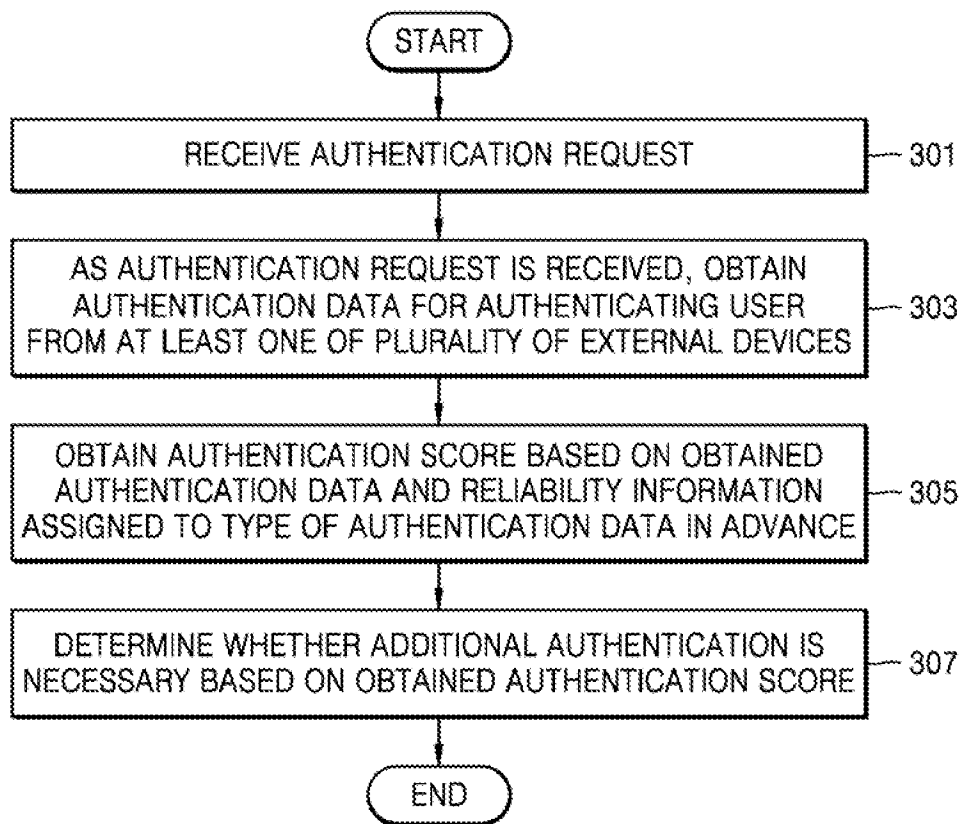 START
RECEIVE AUTHENTICATION REQUEST
301
AS AUTHENTICATION REQUEST IS RECEIVED, OBTAIN
AUTHENTICATION DATA FOR AUTHENTICATING USER
FROM AT LEAST ONE OF PLURALITY OF EXTERNAL DEVICES
303
OBTAIN AUTHENTICATION SCORE BASED ON OBTAINED
AUTHENTICATION DATA AND RELIABILITY INFORMATION
ASSIGNED TO TYPE OF AUTHENTICATION DATA IN ADVANCE
305
DETERMINE WHETHER ADDITIONAL AUTHENTICATION IS
NECESSARY BASED ON OBTAINED AUTHENTICATION SCORE
307
END